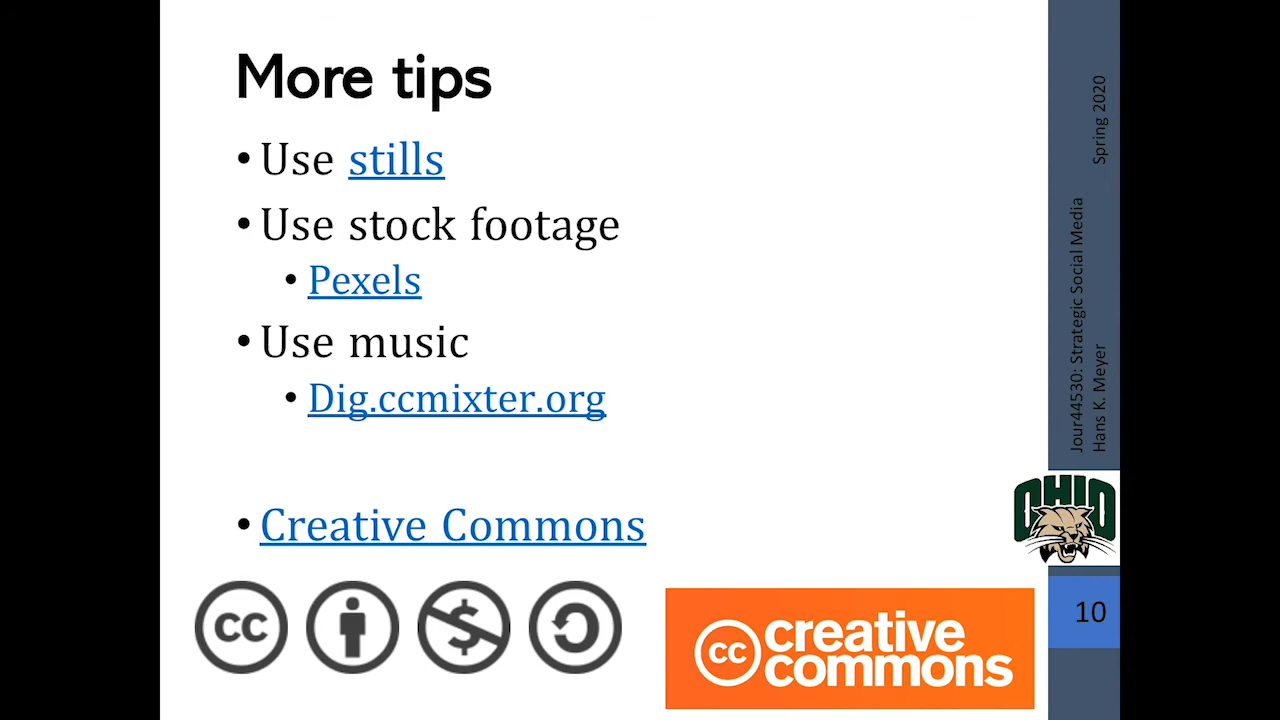 More tips
• Use stills
• Use stock footage
• Pexels
• Use music
• Dig.ccmixter.org
• Creative Commons
cc
cc creative
commons
Jour44530: Strategic Social Media
Hans K. Meyer Spring 2020
OHIO
10